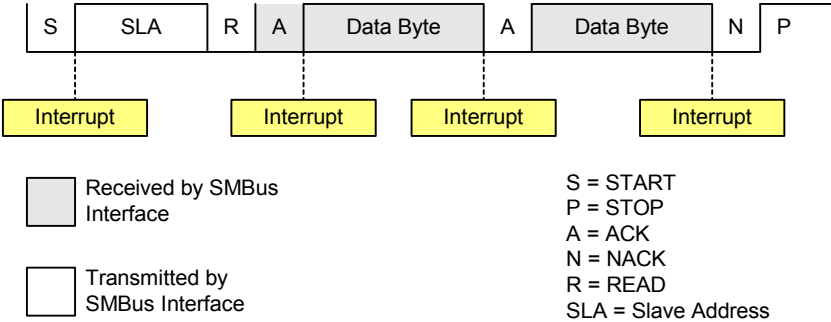 S SLA R A Data Byte A Data Byte N P
Interrupt Interrupt Interrupt Interrupt
Received by SMBus
Interface
Transmitted by
SMBus Interface
S = START
P = STOP
A = ACK
N = NACK
R = READ
SLA = Slave Address